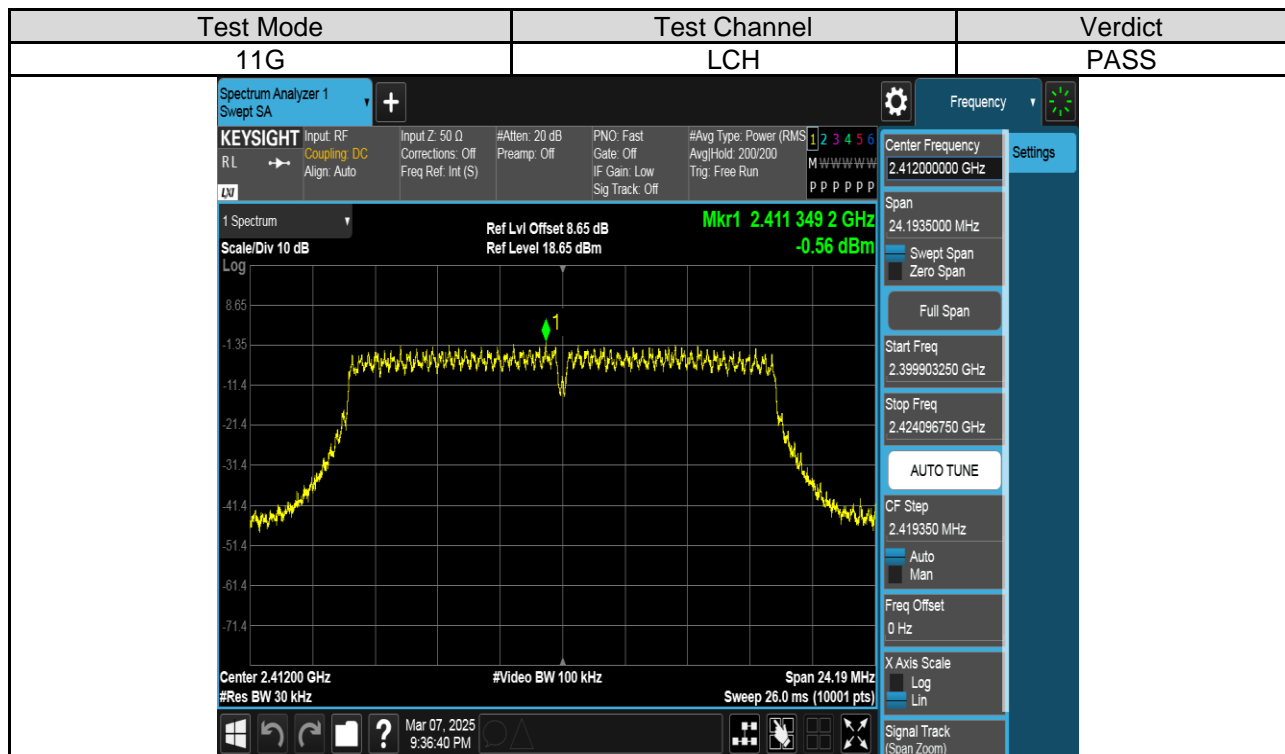 Test Mode Test Channel Verdict
11G LCH PASS
Spectrum Analyzer 1
Swept SA
+
Frequency
KEYSIGHT
R L
LXI
Input: RF
Coupling: DC
Align: Auto
Input Z: 50 Ω
Corrections: Off
Freq Ref: Int (S)
#Atten: 20 dB
Preamp: Off
PNO: Fast
Gate: Off
IF Gain: Low
Sig Track: Off
#Avg Type: Power (RMS
Avg|Hold: 200/200
Trig: Free Run
1 2 3 4 5 6
M W W W W W
P P P P P P
1 Spectrum
Scale/Div 10 dB
Ref Lvl Offset 8.65 dB
Ref Level 18.65 dBm
Mkr1 2.411 349 2 GHz
-0.56 dBm
Log
8.65
-1.35
-11.4
-21.4
-31.4
-41.4
-51.4
-61.4
-71.4
1
Center 2.41200 GHz
#Res BW 30 kHz
#Video BW 100 kHz
Span 24.19 MHz
Sweep 26.0 ms (10001 pts)
?
Mar 07, 2025
9:36:40 PM
Center Frequency
2.412000000 GHz
Settings
Span
24.1935000 MHz
Swept Span
Zero Span
Full Span
Start Freq
2.399903250 GHz
Stop Freq
2.424096750 GHz
AUTO TUNE
CF Step
2.419350 MHz
Auto
Man
Freq Offset
0 Hz
X Axis Scale
Log
Lin
Signal Track
(Span Zoom)